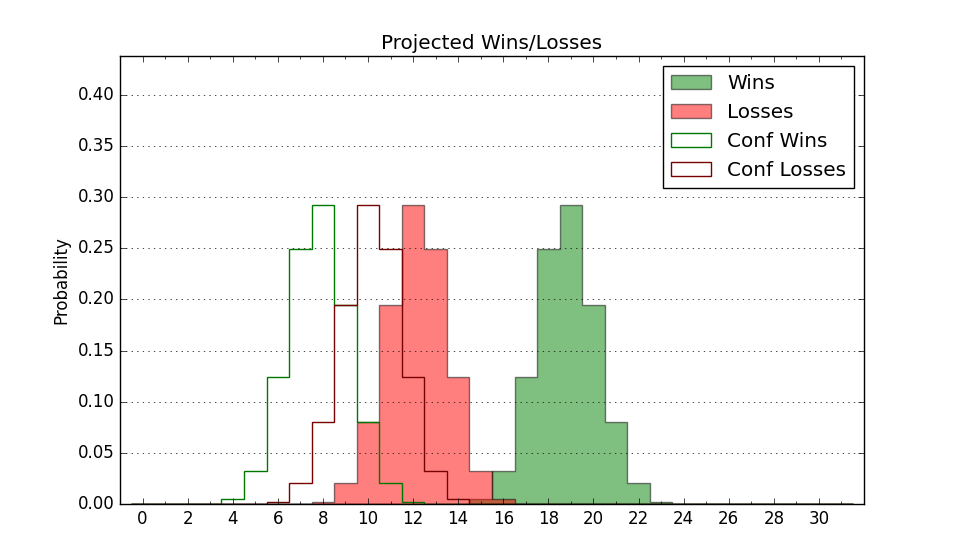 Projected Wins/Losses
Wins
Losses
Conf Wins
Conf Losses
Probability
0.40
0.35
0.30
0.25
0.20
0.15
0.10
0.05
0.00
0 2 4 6 8 10 12 14 16 18 20 22 24 26 28 30